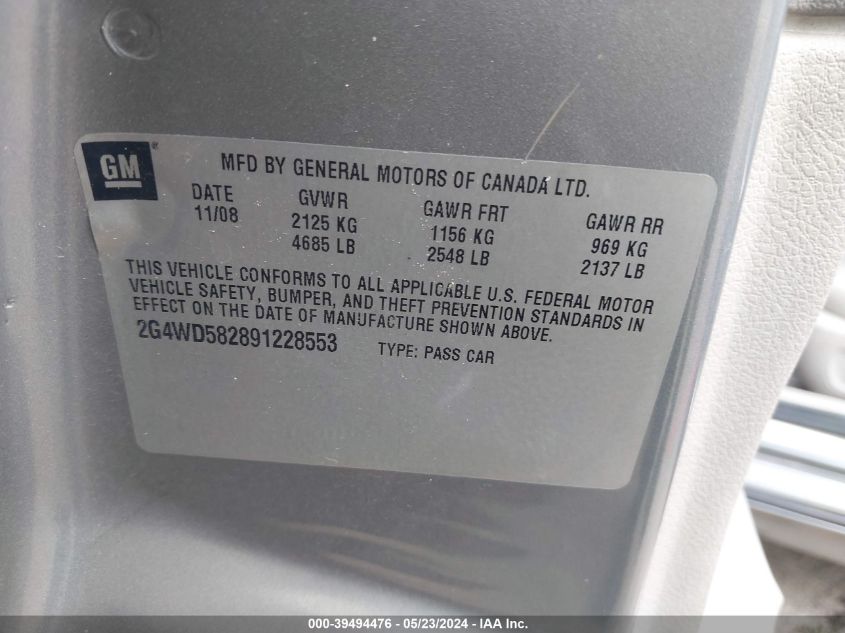 GM ®
MFD BY GENERAL MOTORS OF CANADA LTD.
DATE GVWR GAWR FRT GAWR RR
11/08 2125 KG 1156 KG 969 KG
4685 LB 2548 LB 2137 LB
THIS VEHICLE CONFORMS TO ALL APPLICABLE U.S. FEDERAL MOTOR
VEHICLE SAFETY, BUMPER, AND THEFT PREVENTION STANDARDS IN
EFFECT ON THE DATE OF MANUFACTURE SHOWN ABOVE.
2G4WD582891228553 TYPE: PASS CAR
000-39494476 - 05/23/2024 - IAA Inc.